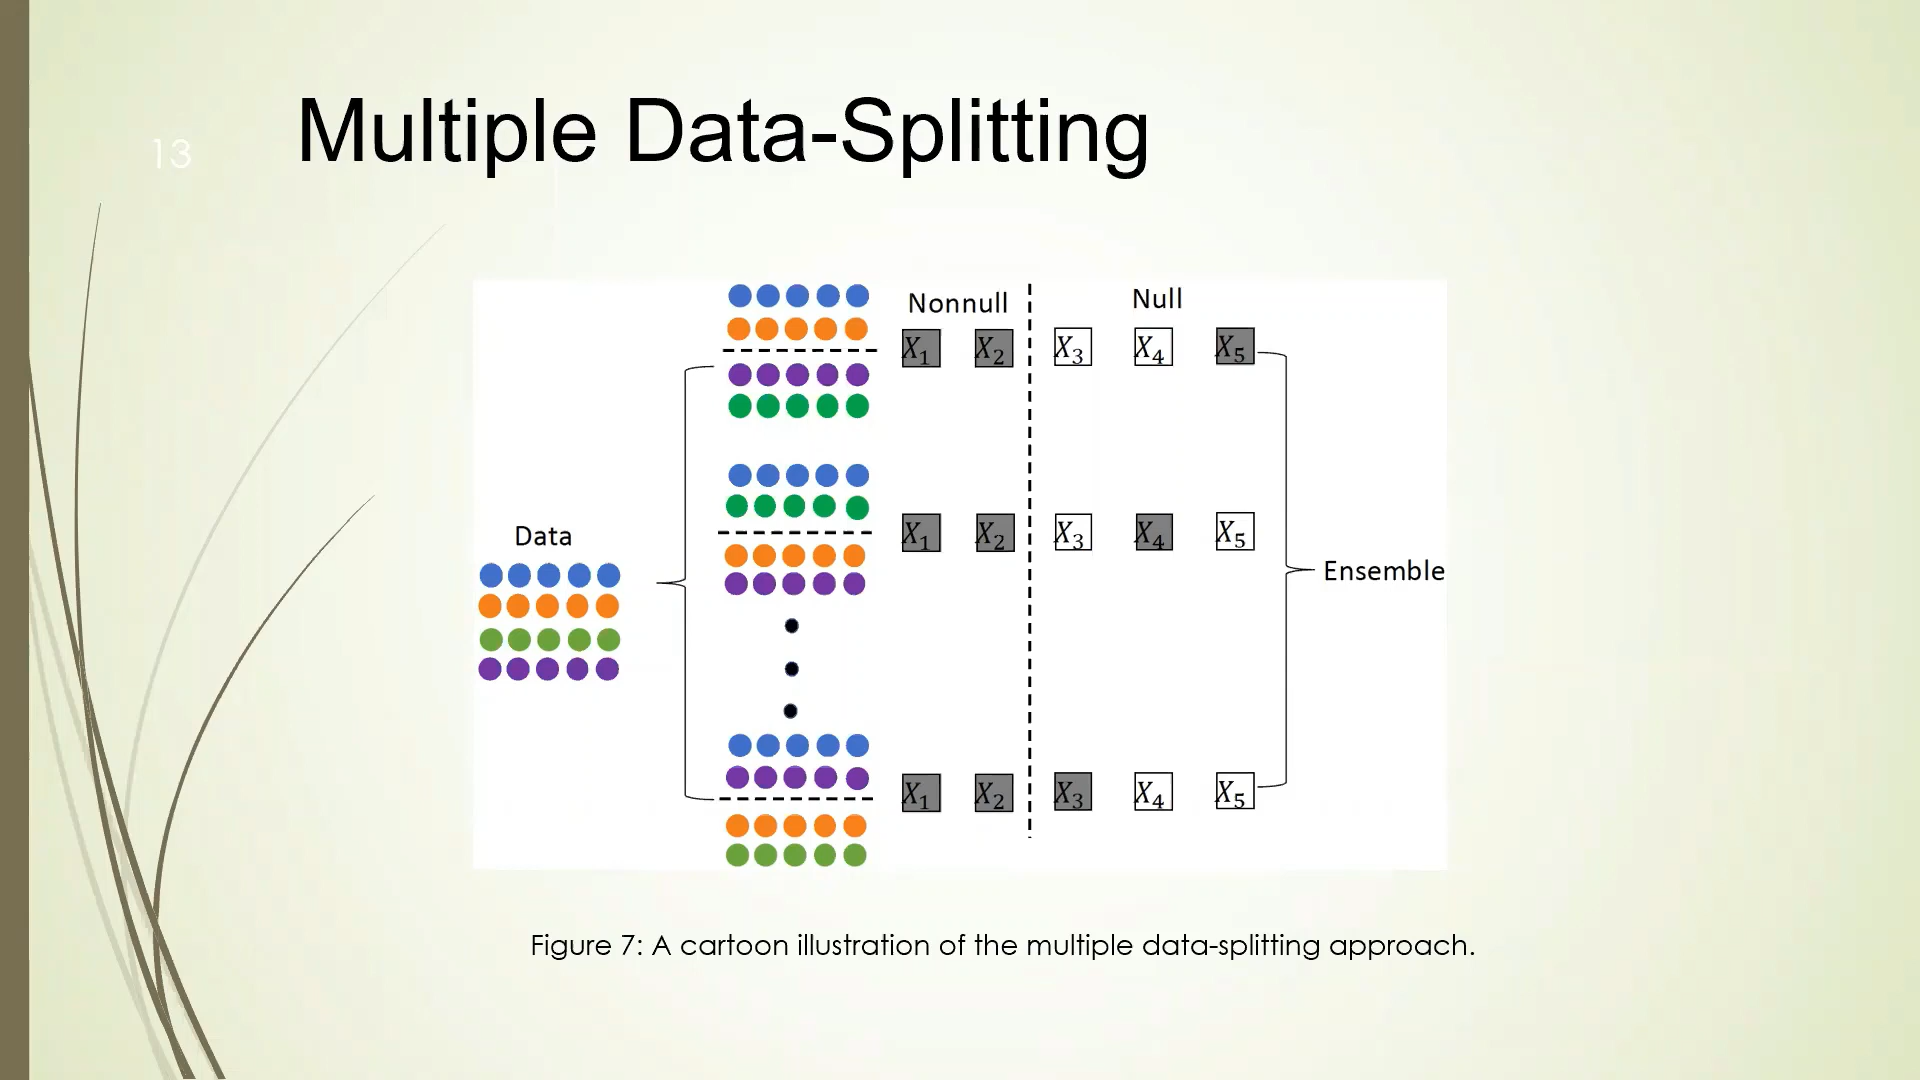 13
Multiple Data-Splitting
Nonnull
Null
X₁ X₂ X₃ X₄ X₅
X₁ X₂ X₃ X₄ X₅
Data
Ensemble
X₁ X₂ X₃ X₄ X₅
Figure 7: A cartoon illustration of the multiple data-splitting approach.